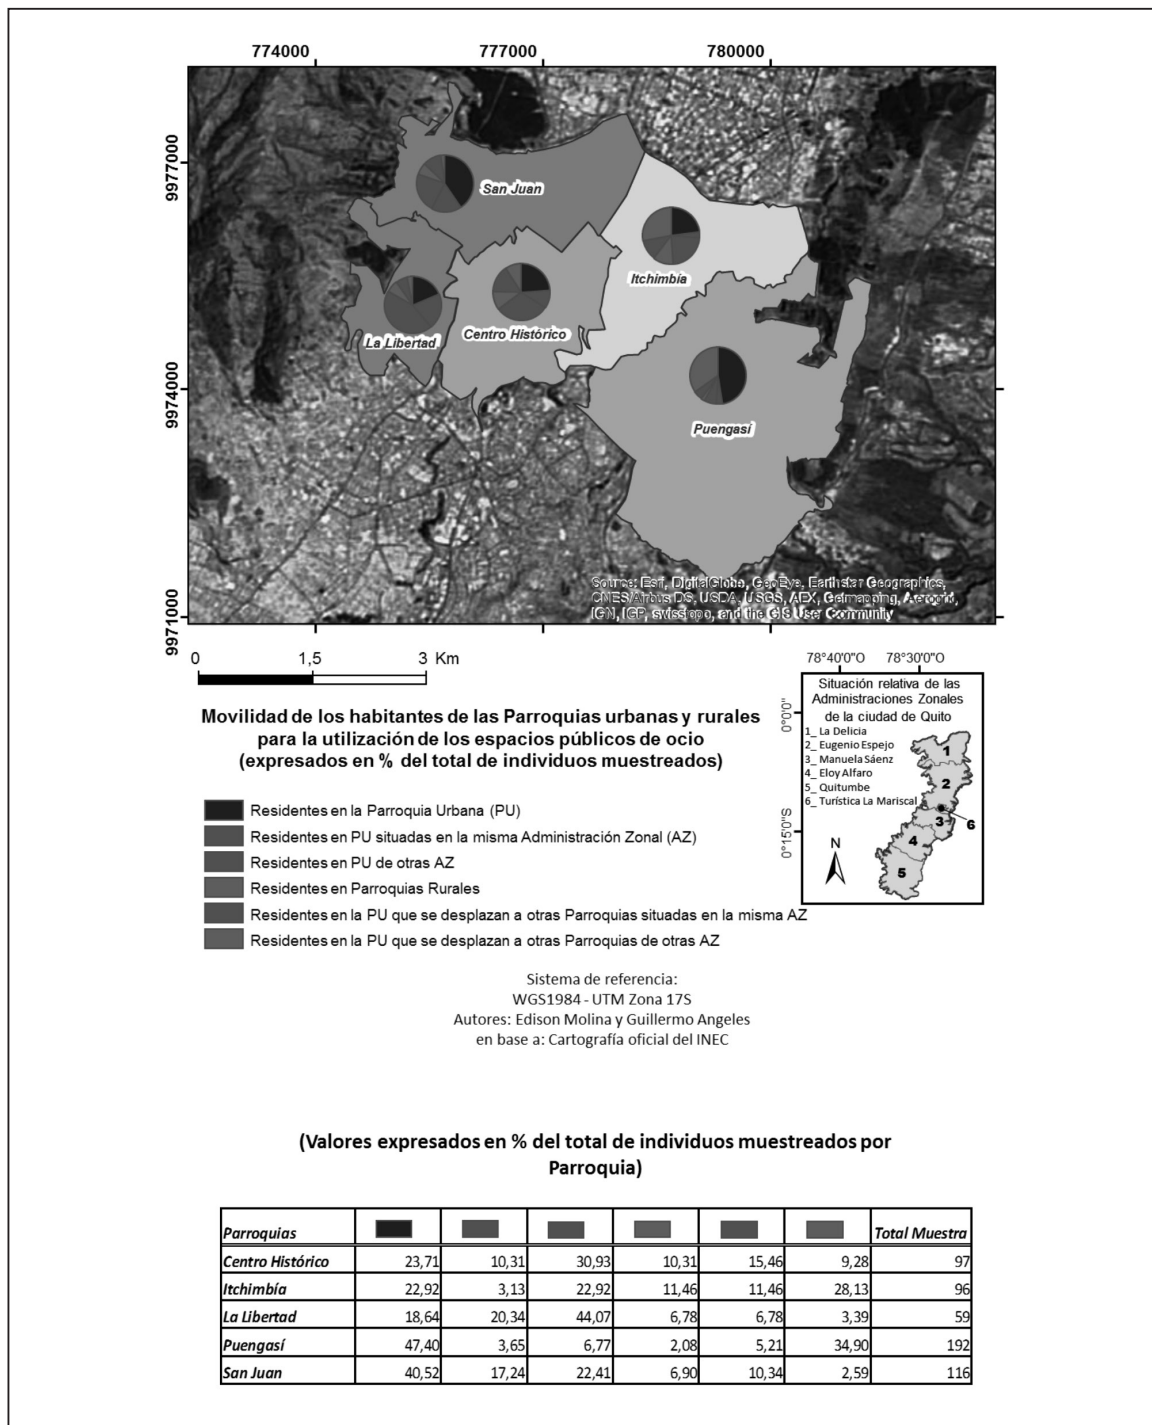 774000 777000 780000
9977000
9974000
9971000
San Juan
Itchimbía
Centro Histórico
La Libertad
Puengasí
Source: Esri, DigitalGlobe, GeoEye, Earthstar Geographics,
CNES/Airbus DS, USDA, USGS, AEX, Getmapping, Aerogrid,
IGN, IGP, swisstopo, and the GIS User Community
0 1,5 3 Km
78°40'0"O 78°30'0"O
0°0'0"
0°15'0"S
Situación relativa de las
Administraciones Zonales
de la ciudad de Quito
1_ La Delicia
2_ Eugenio Espejo
3_ Manuela Sáenz
4_ Eloy Alfaro
5_ Quitumbe
6_ Turística La Mariscal
1
2
3
6
4
5
N
Movilidad de los habitantes de las Parroquias urbanas y rurales
para la utilización de los espacios públicos de ocio
(expresados en % del total de individuos muestreados)
Residentes en la Parroquia Urbana (PU)
Residentes en PU situadas en la misma Administración Zonal (AZ)
Residentes en PU de otras AZ
Residentes en Parroquias Rurales
Residentes en la PU que se desplazan a otras Parroquias situadas en la misma AZ
Residentes en la PU que se desplazan a otras Parroquias de otras AZ
Sistema de referencia:
WGS1984 - UTM Zona 17S
Autores: Edison Molina y Guillermo Angeles
en base a: Cartografía oficial del INEC
(Valores expresados en % del total de individuos muestreados por
Parroquia)
Parroquias Total Muestra
Centro Histórico 23,71 10,31 30,93 10,31 15,46 9,28 97
Itchimbía 22,92 3,13 22,92 11,46 11,46 28,13 96
La Libertad 18,64 20,34 44,07 6,78 6,78 3,39 59
Puengasí 47,40 3,65 6,77 2,08 5,21 34,90 192
San Juan 40,52 17,24 22,41 6,90 10,34 2,59 116